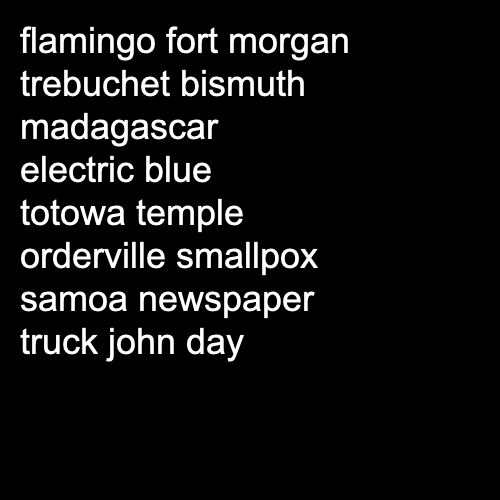 flamingo fort morgan
trebuchet bismuth
madagascar
electric blue
totowa temple
orderville smallpox
samoa newspaper
truck john day